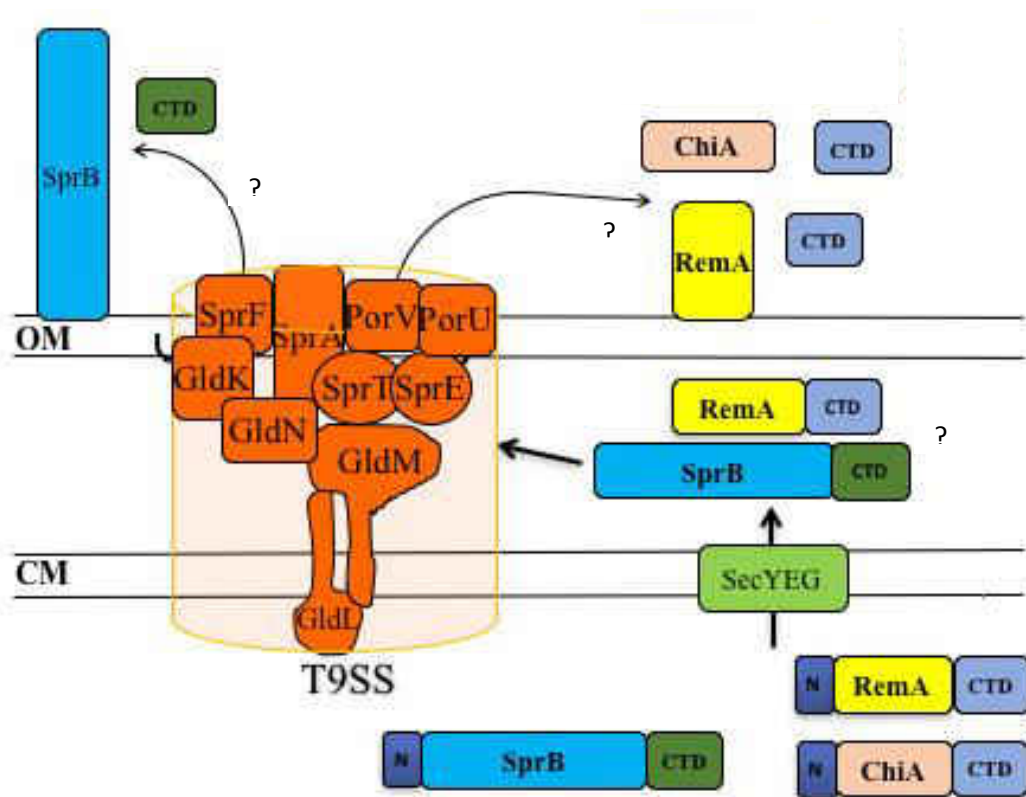 CTD
SprB
?
ChiA
CTD
?
RemA
CTD
SprF
SprA
PorV
PorU
OM
GldK
SprT
SprE
GldN
GldM
RemA
CTD
?
SprB
CTD
CM
SecYEG
GldL
T9SS
N
RemA
CTD
N
SprB
CTD
N
ChiA
CTD